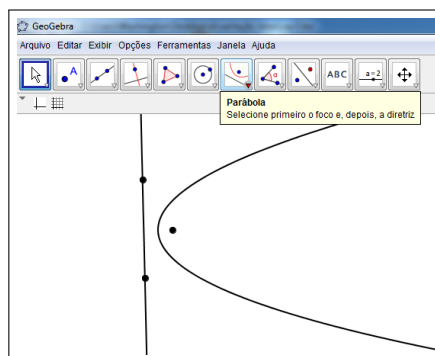 GeoGebra
Arquivo Editar Exibir Opções Ferramentas Janela Ajuda
A
α
ABC
a=2
Parábola
Selecione primeiro o foco e, depois, a diretriz